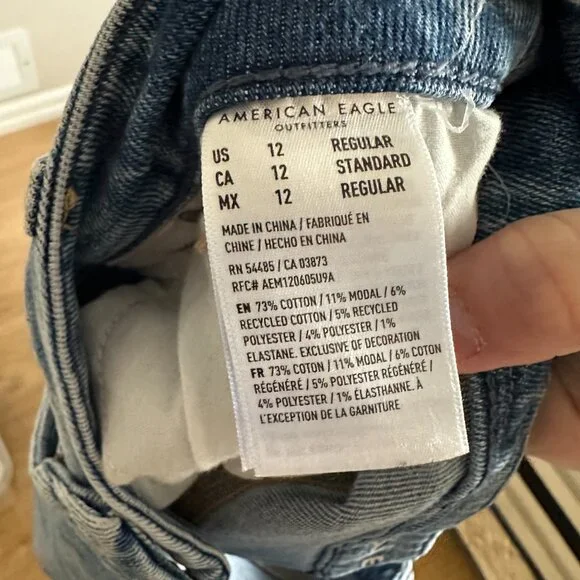 AMERICAN EAGLE
OUTFITTERS
US 12 REGULAR
CA 12 STANDARD
MX 12 REGULAR
MADE IN CHINA / FABRIQUÉ EN
CHINE / HECHO EN CHINA
RN 54485 / CA 03873
RFC# AEM120605U9A
EN 73% COTTON / 11% MODAL / 6%
RECYCLED COTTON / 5% RECYCLED
POLYESTER / 4% POLYESTER / 1%
ELASTANE. EXCLUSIVE OF DECORATION
FR 73% COTON / 11% MODAL / 6% COTON
RÉGÉNÉRÉ / 5% POLYESTER RÉGÉNÉRÉ /
4% POLYESTER / 1% ÉLASTHANNE. À
L'EXCEPTION DE LA GARNITURE